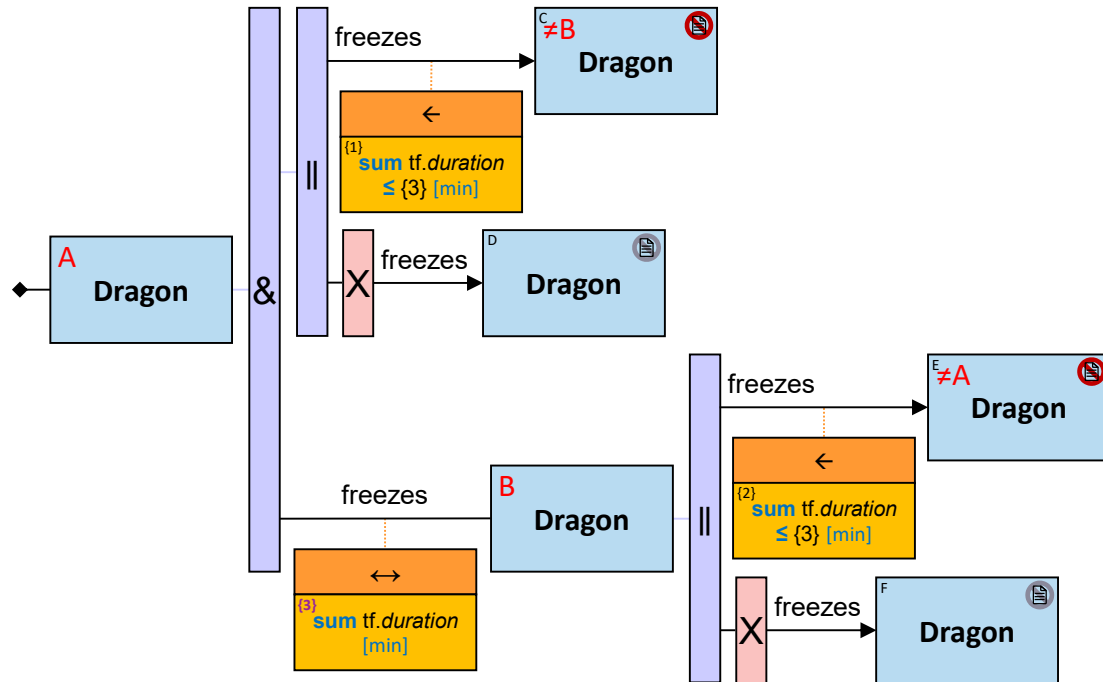 freezes
C
≠B
Dragon
←
{1}
sum tf.duration
≤ {3} [min]
||
X
freezes
D
Dragon
A
Dragon
&
freezes
E
≠A
Dragon
←
{2}
sum tf.duration
≤ {3} [min]
freezes
B
Dragon
||
↔
{3}
sum tf.duration
[min]
X
freezes
F
Dragon